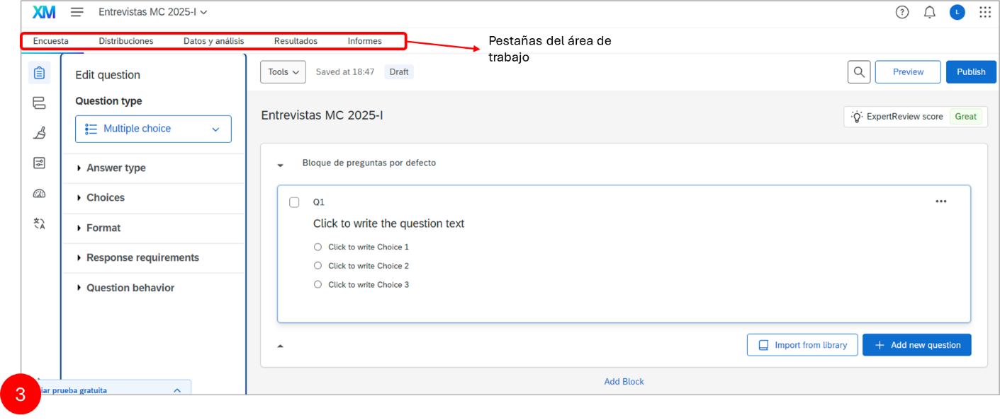 XM Entrevistas MC 2025-I ? L
Encuesta Distribuciones Datos y análisis Resultados Informes
Pestañas del área de
trabajo
Edit question
Tools Saved at 18:47 Draft Preview Publish
Question type
Multiple choice
Entrevistas MC 2025-I
ExpertReview score Great
Answer type
Choices
Format
Response requirements
Question behavior
Bloque de preguntas por defecto
Q1
Click to write the question text
Click to write Choice 1
Click to write Choice 2
Click to write Choice 3
Import from library + Add new question
Add Block
prueba gratuita
3